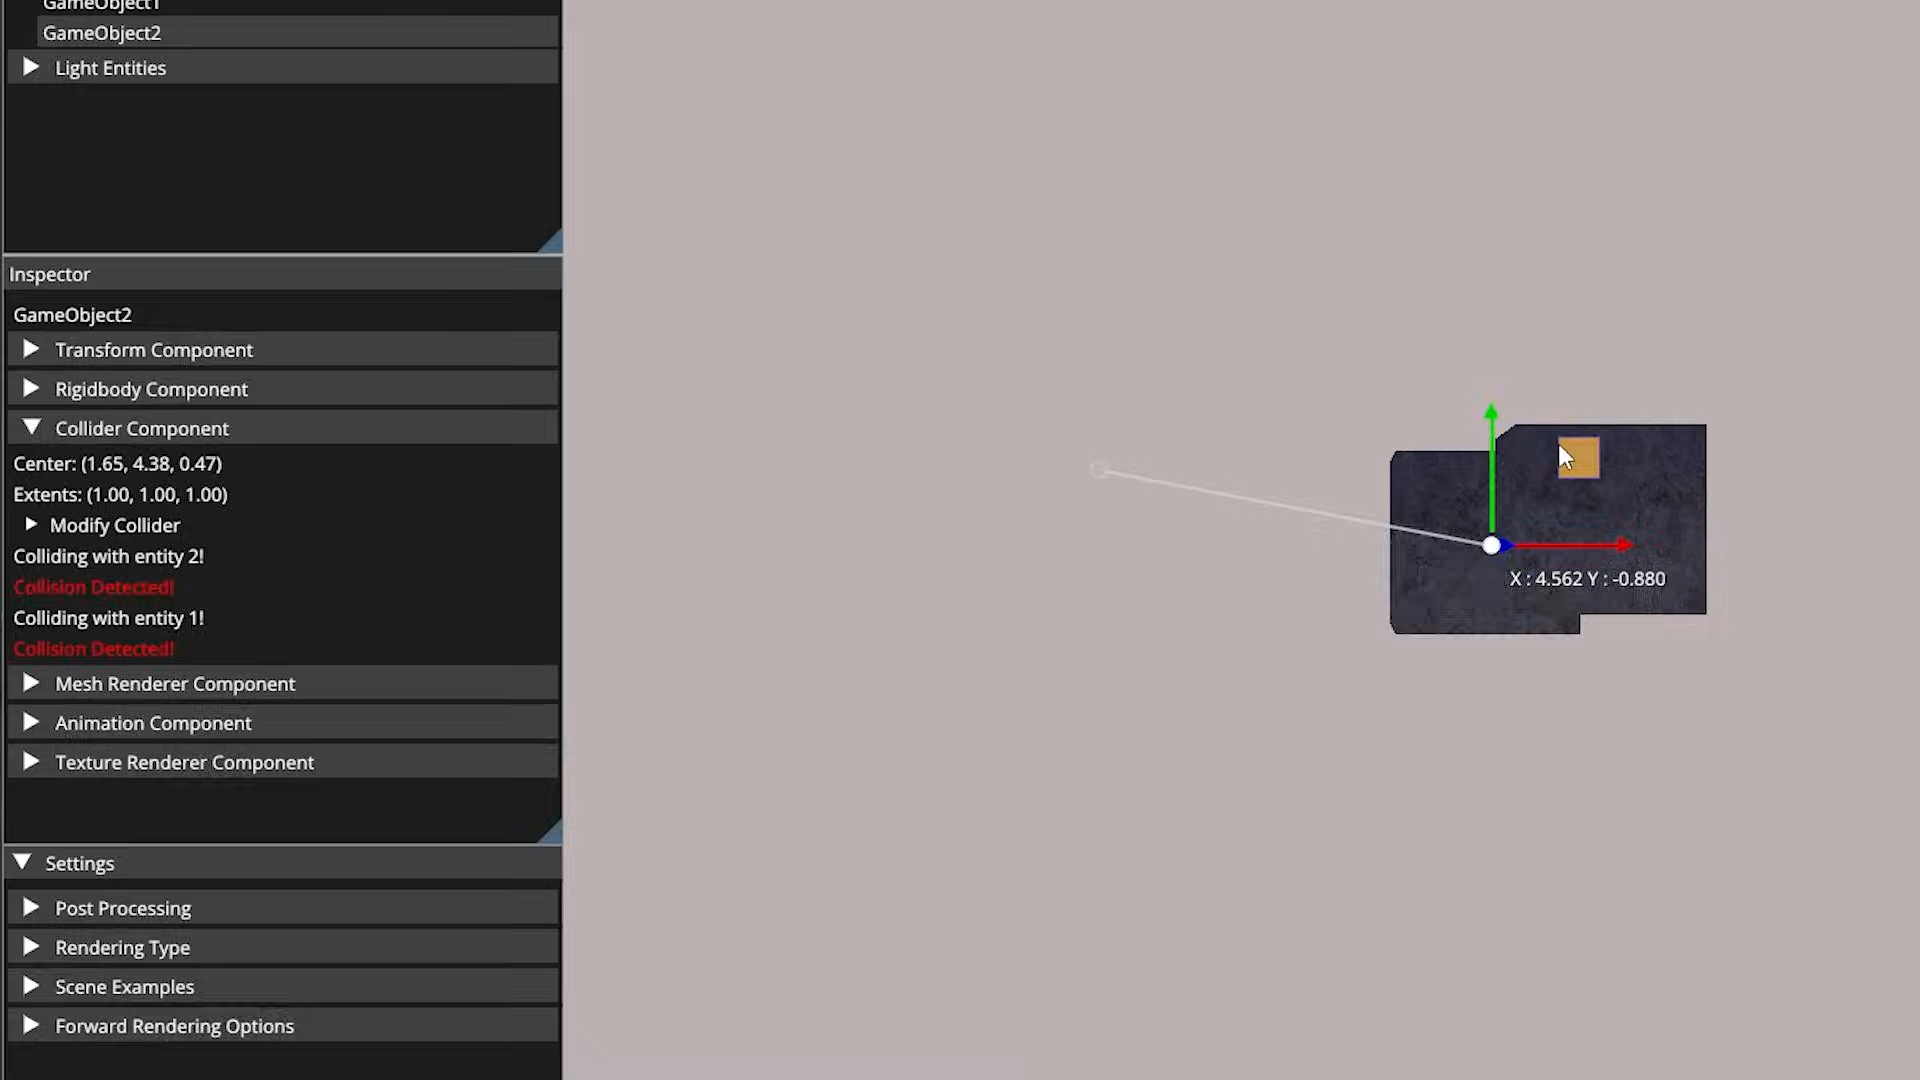 GameObject1
GameObject2
Light Entities
Inspector
GameObject2
Transform Component
Rigidbody Component
Collider Component
Center: (1.65, 4.38, 0.47)
Extents: (1.00, 1.00, 1.00)
Modify Collider
Colliding with entity 2!
Collision Detected!
Colliding with entity 1!
Collision Detected!
Mesh Renderer Component
Animation Component
Texture Renderer Component
Settings
Post Processing
Rendering Type
Scene Examples
Forward Rendering Options
X : 4.562 Y : -0.880